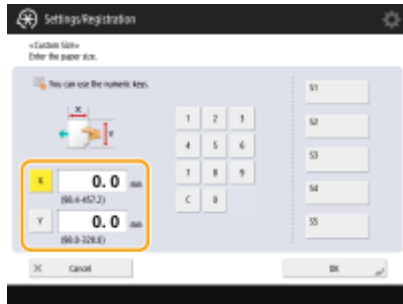 Settings/Registration
<Custom Size>
Enter the paper size.
You can use the numeric keys.
X
Y
1 2 3
4 5 6
7 8 9
C 0
X
0.0 mm
Y
0.0 mm
S1
S2
S3
S4
S5
Cancel
OK